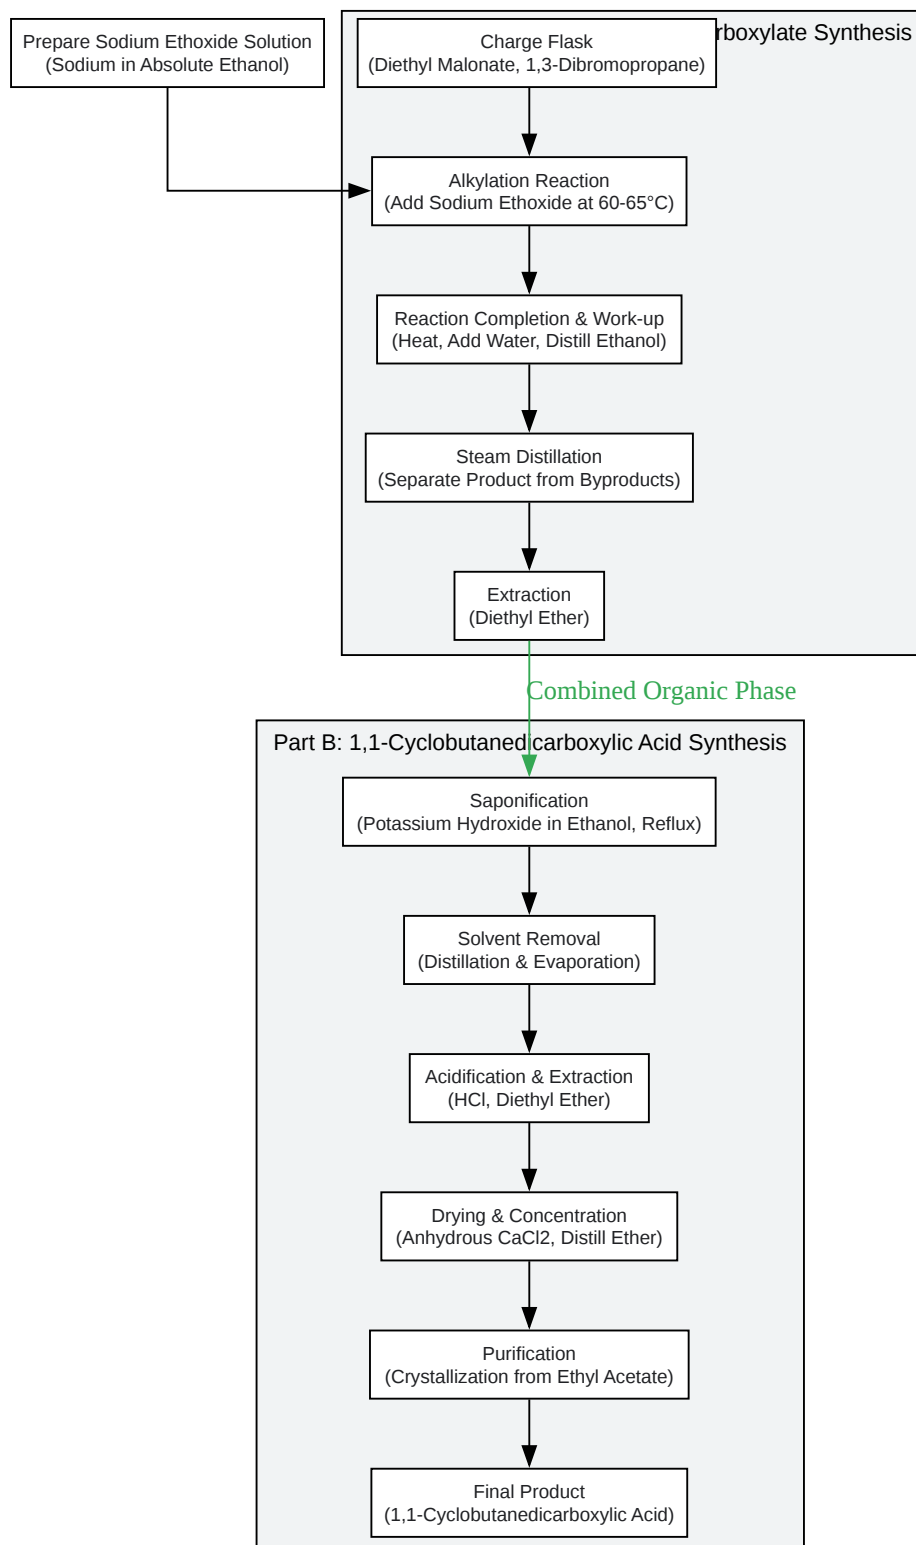 Prepare Sodium Ethoxide Solution
(Sodium in Absolute Ethanol)
Charge Flask
(Diethyl Malonate, 1,3-Dibromopropane)
rboxylate Synthesis
Alkylation Reaction
(Add Sodium Ethoxide at 60-65°C)
Reaction Completion & Work-up
(Heat, Add Water, Distill Ethanol)
Steam Distillation
(Separate Product from Byproducts)
Extraction
(Diethyl Ether)
Combined Organic Phase
Part B: 1,1-Cyclobutanedicarboxylic Acid Synthesis
Saponification
(Potassium Hydroxide in Ethanol, Reflux)
Solvent Removal
(Distillation & Evaporation)
Acidification & Extraction
(HCl, Diethyl Ether)
Drying & Concentration
(Anhydrous CaCl2, Distill Ether)
Purification
(Crystallization from Ethyl Acetate)
Final Product
(1,1-Cyclobutanedicarboxylic Acid)